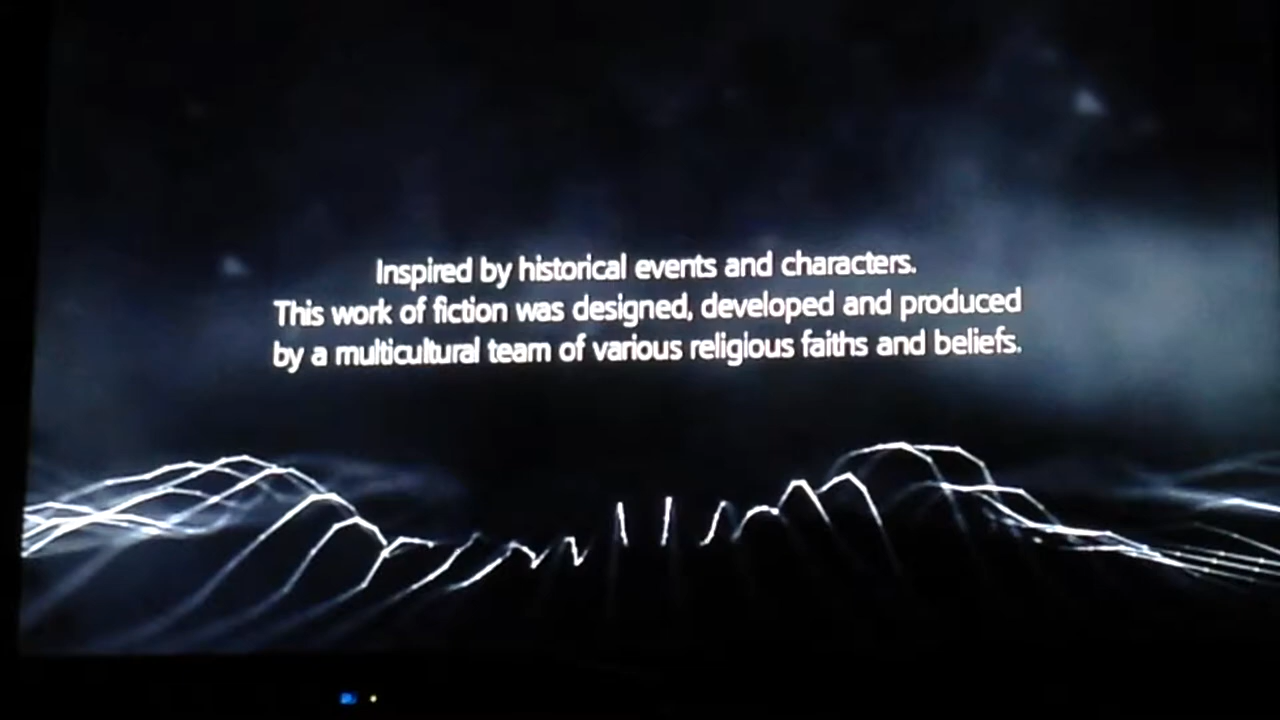 Inspired by historical events and characters.
This work of fiction was designed, developed and produced
by a multicultural team of various religious faiths and beliefs.